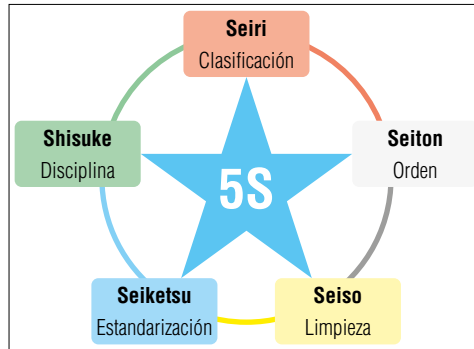 Seiri
Clasificación
Shisuke
Disciplina
Seiton
Orden
5S
Seiketsu
Estandarización
Seiso
Limpieza